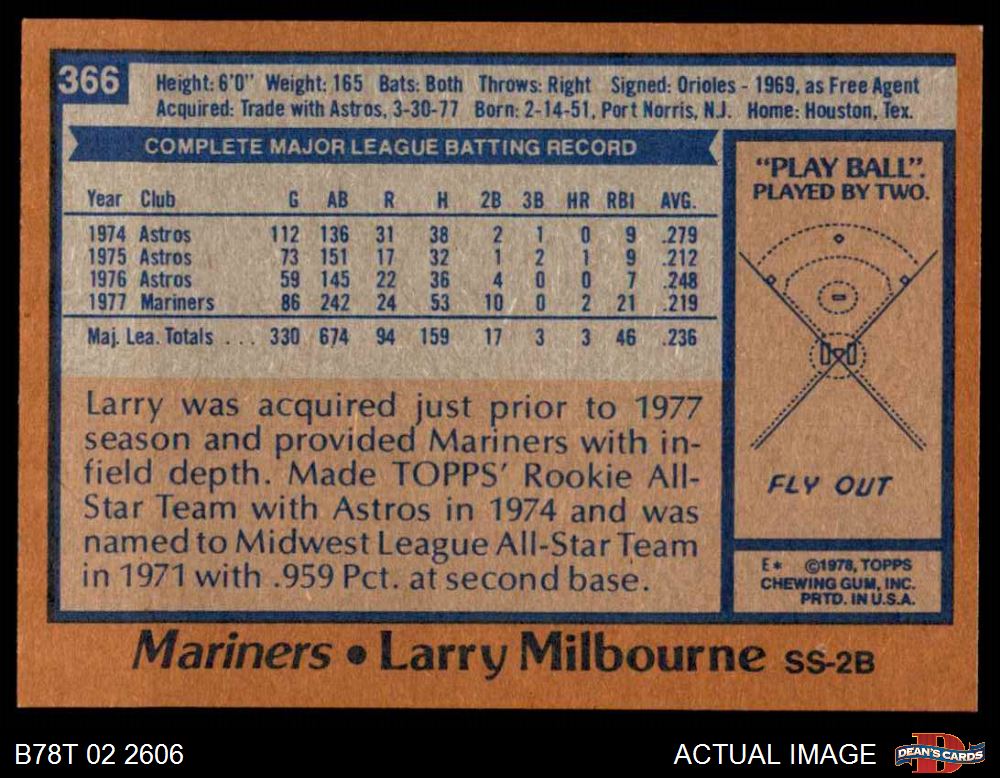 366
Height: 6'0" Weight: 165 Bats: Both Throws: Right Signed: Orioles - 1969, as Free Agent
Acquired: Trade with Astros, 3-30-77 Born: 2-14-51, Port Norris, N.J. Home: Houston, Tex.
COMPLETE MAJOR LEAGUE BATTING RECORD
Year Club G AB R H 2B 3B HR RBI AVG.
1974 Astros 112 136 31 38 2 1 0 9 .279
1975 Astros 73 151 17 32 1 2 1 9 .212
1976 Astros 59 145 22 36 4 0 0 7 .248
1977 Mariners 86 242 24 53 10 0 2 21 .219
Maj. Lea. Totals . . . 330 674 94 159 17 3 3 46 .236
Larry was acquired just prior to 1977
season and provided Mariners with in-
field depth. Made TOPPS' Rookie All-
Star Team with Astros in 1974 and was
named to Midwest League All-Star Team
in 1971 with .959 Pct. at second base.
"PLAY BALL".
PLAYED BY TWO.
FLY OUT
E* ©1978, TOPPS
CHEWING GUM, INC.
PRTD. IN U.S.A.
Mariners • Larry Milbourne SS-2B
B78T 02 2606
ACTUAL IMAGE
D
DEAN'S CARDS